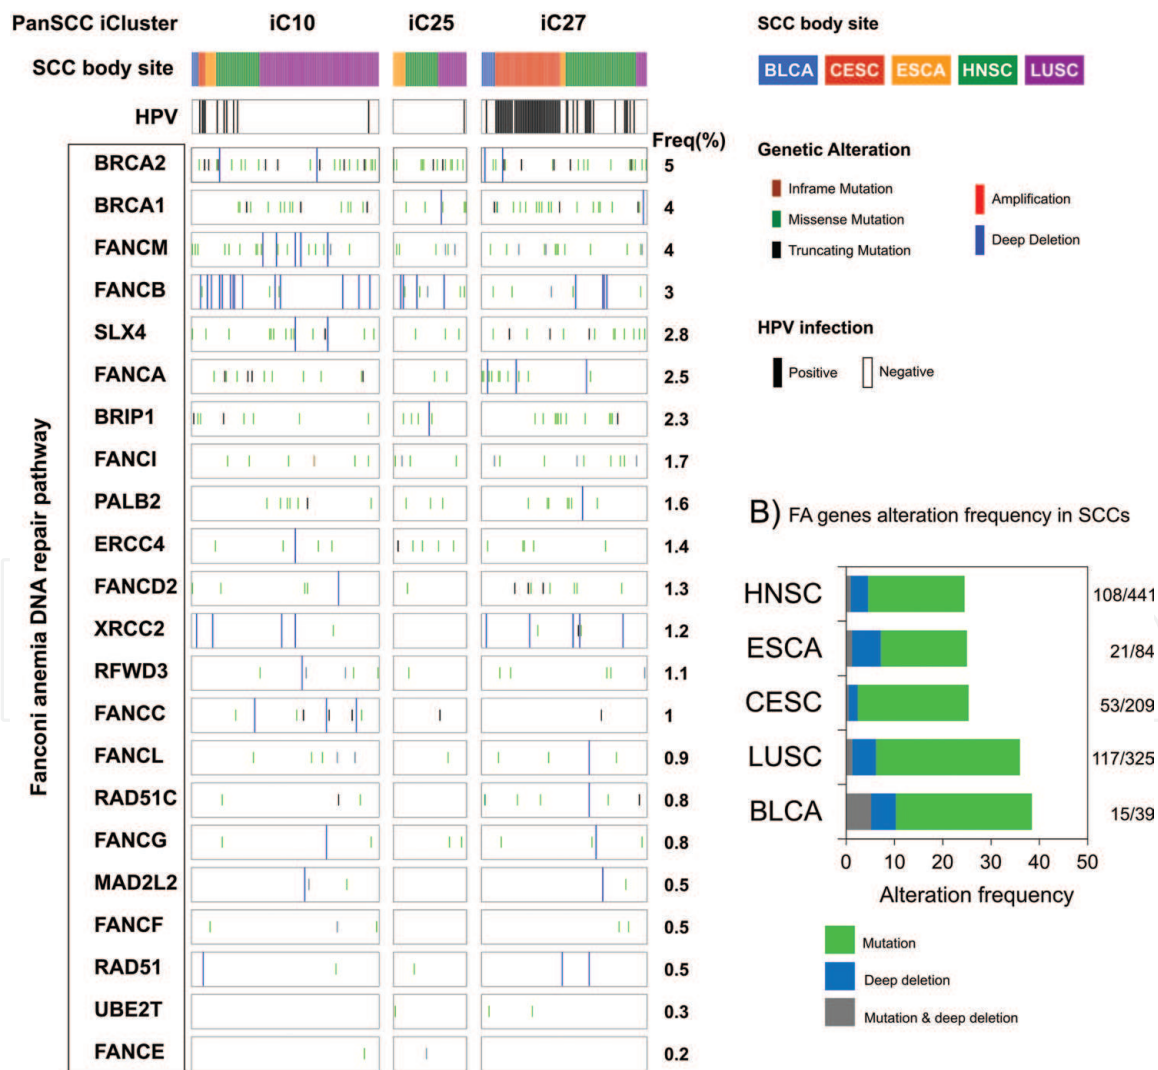 PanSCC iCluster iC10 iC25 iC27
SCC body site
HPV
Freq(%)
BRCA2 5
BRCA1 4
FANCM 4
FANCB 3
SLX4 2.8
FANCA 2.5
BRIP1 2.3
FANCI 1.7
PALB2 1.6
ERCC4 1.4
FANCD2 1.3
XRCC2 1.2
RFWD3 1.1
FANCC 1
FANCL 0.9
RAD51C 0.8
FANCG 0.8
MAD2L2 0.5
FANCF 0.5
RAD51 0.5
UBE2T 0.3
FANCE 0.2
Fanconi anemia DNA repair pathway
SCC body site
BLCA CESC ESCA HNSC LUSC
Genetic Alteration
Inframe Mutation
Missense Mutation
Truncating Mutation
Amplification
Deep Deletion
HPV infection
Positive Negative
B) FA genes alteration frequency in SCCs
HNSC 108/441
ESCA 21/84
CESC 53/209
LUSC 117/325
BLCA 15/39
0 10 20 30 40 50
Alteration frequency
Mutation
Deep deletion
Mutation & deep deletion